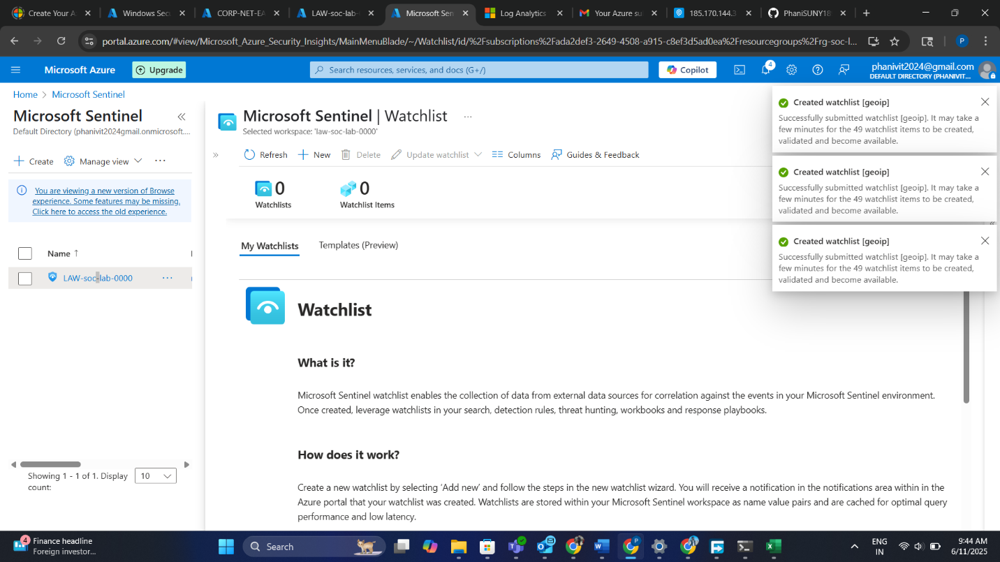 Create Your A
Windows Sec
CORP-NET-EA
LAW-soc-lab-
Microsoft Sen
Log Analytics
Your Azure su
185.170.144.3
PhaniSUNY18
portal.azure.com/#view/Microsoft_Azure_Security_Insights/MainMenuBlade/~/Watchlist/id/%2Fsubscriptions%2Fada2def3-2649-4508-a915-c8ef3d5ad0ea%2Fresourcegroups%2Frg-soc-l...
P
Microsoft Azure
Upgrade
Search resources, services, and docs (G+/)
Copilot
4
phanivit2024@gmail.com
DEFAULT DIRECTORY (PHANIVIT...
Home > Microsoft Sentinel
Microsoft Sentinel
Default Directory (phanivit2024gmail.onmicrosoft....
Create
Manage view
You are viewing a new version of Browse
experience. Some features may be missing.
Click here to access the old experience.
Name ↑
LAW-soc-lab-0000
Showing 1 - 1 of 1. Display
count:
10
Microsoft Sentinel | Watchlist
Selected workspace: 'law-soc-lab-0000'
Refresh
New
Delete
Update watchlist
Columns
Guides & Feedback
0
Watchlists
0
Watchlist Items
My Watchlists
Templates (Preview)
Watchlist
What is it?
Microsoft Sentinel watchlist enables the collection of data from external data sources for correlation against the events in your Microsoft Sentinel environment.
Once created, leverage watchlists in your search, detection rules, threat hunting, workbooks and response playbooks.
How does it work?
Create a new watchlist by selecting ‘Add new’ and follow the steps in the new watchlist wizard. You will receive a notification in the notifications area within in the
Azure portal that your watchlist was created. Watchlists are stored within your Microsoft Sentinel workspace as name value pairs and are cached for optimal query
performance and low latency.
Created watchlist [geoip]
Successfully submitted watchlist [geoip]. It may take a
few minutes for the 49 watchlist items to be created,
validated and become available.
Created watchlist [geoip]
Successfully submitted watchlist [geoip]. It may take a
few minutes for the 49 watchlist items to be created,
validated and become available.
Created watchlist [geoip]
Successfully submitted watchlist [geoip]. It may take a
few minutes for the 49 watchlist items to be created,
validated and become available.
4
Finance headline
Foreign investor...
Search
ENG
IN
9:44 AM
6/11/2025